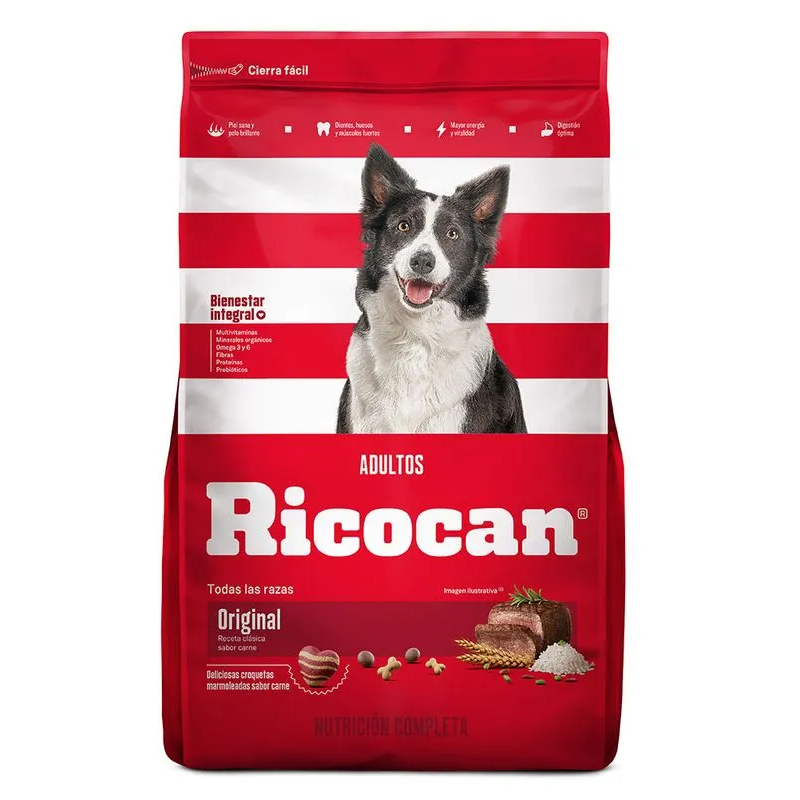 Cierra fácil
Piel sana y
pelo brillante
Dientes, huesos
y músculos fuertes
Mayor energía
y vitalidad
Digestión
óptima
Bienestar
integral
Multivitaminas
Minerales orgánicos
Omega 3 y 6
Fibras
Proteínas
Prebióticos
ADULTOS
Ricocan®
Todas las razas
Imagen ilustrativa
Original
Receta clásica
sabor carne
Deliciosas croquetas
marmoleadas sabor carne
NUTRICIÓN COMPLETA